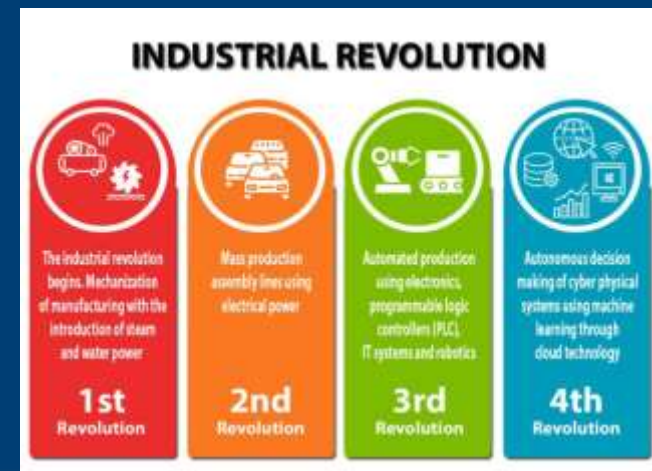 INDUSTRIAL REVOLUTION
The industrial revolution
begins. Mechanization
of manufacturing with the
introduction of steam
and water power
1st
Revolution
Mass production
assembly lines using
electrical power
2nd
Revolution
Automated production
using electronics,
programmable logic
controllers (PLC),
IT systems and robotics
3rd
Revolution
Autonomous decision
making of cyber physical
systems using machine
learning through
cloud technology
4th
Revolution